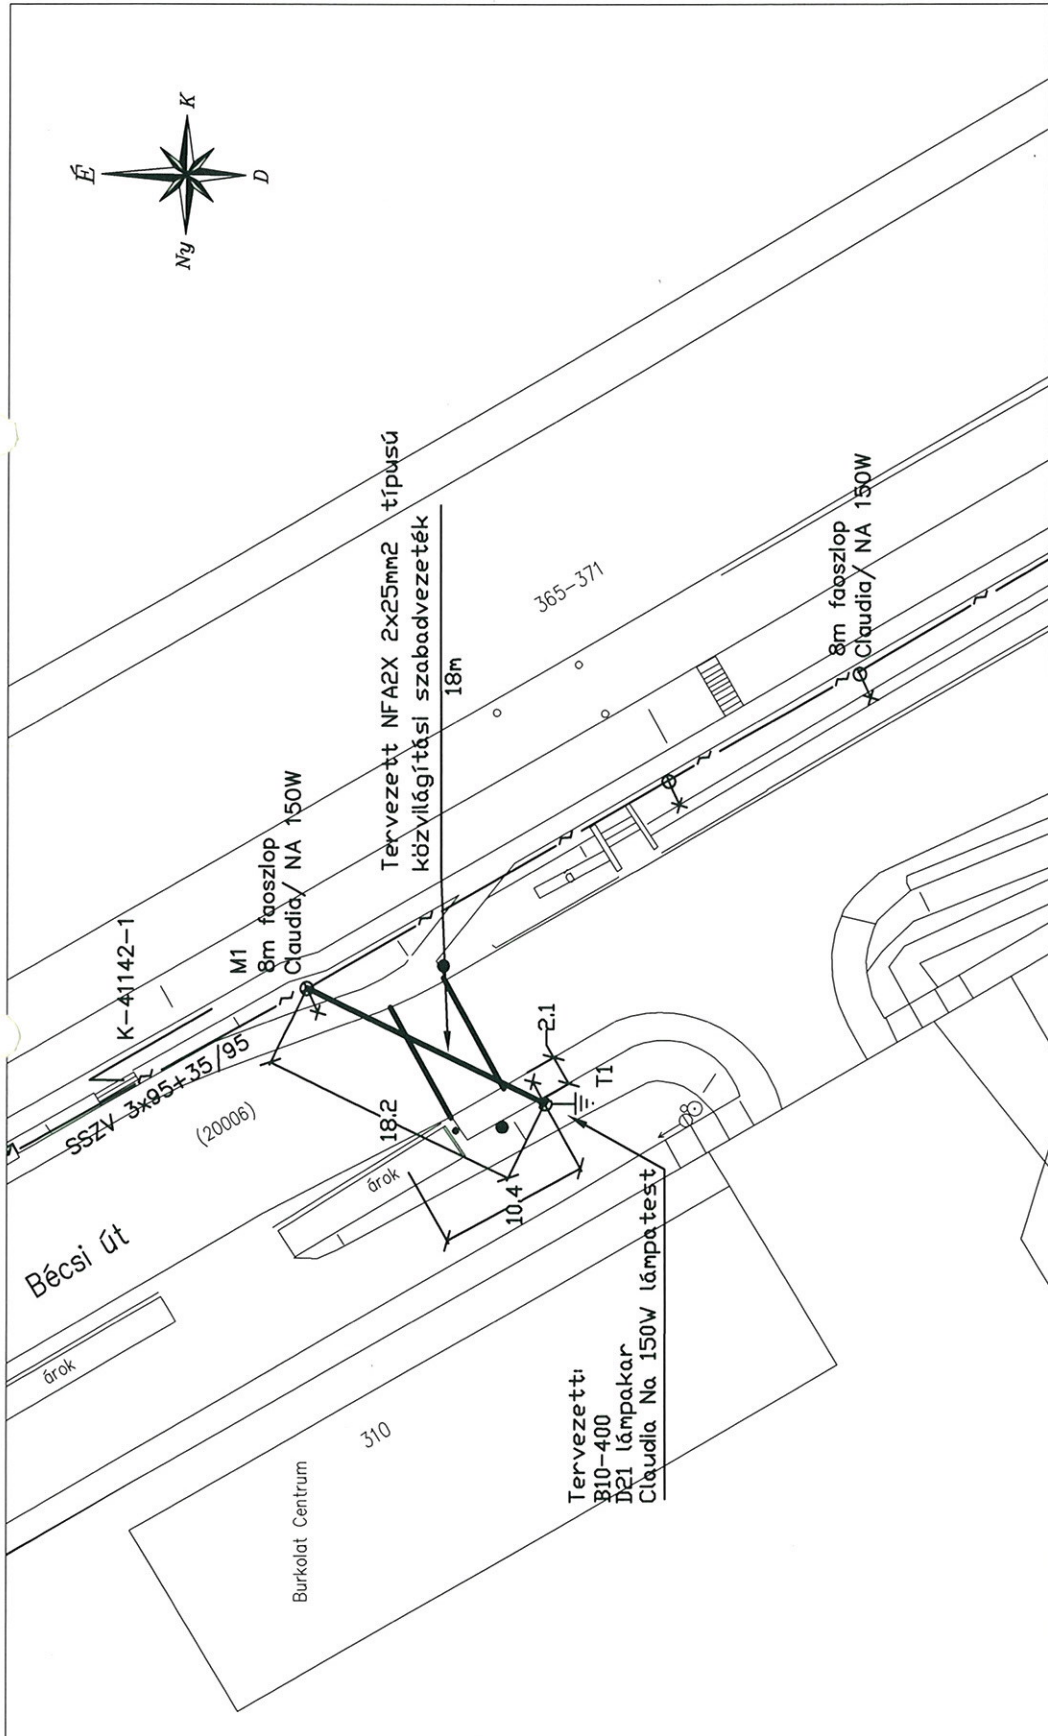 É
K
Ny
D
K-41142-1
SSZV 3x95+35/95
(20006)
Bécsi út
árok
árok
M1
8m faoszlop
Claudia/ NA 150W
Tervezett NFA2X 2x25mm2 típusú
közvilágítási szabadvezeték
18m
365-371
18.2
10.4
2.1
T1
8m faoszlop
Claudia/ NA 150W
310
Burkolat Centrum
Tervezett:
B10-400
D21 lámpakar
Claudia Na 150W lámpatest